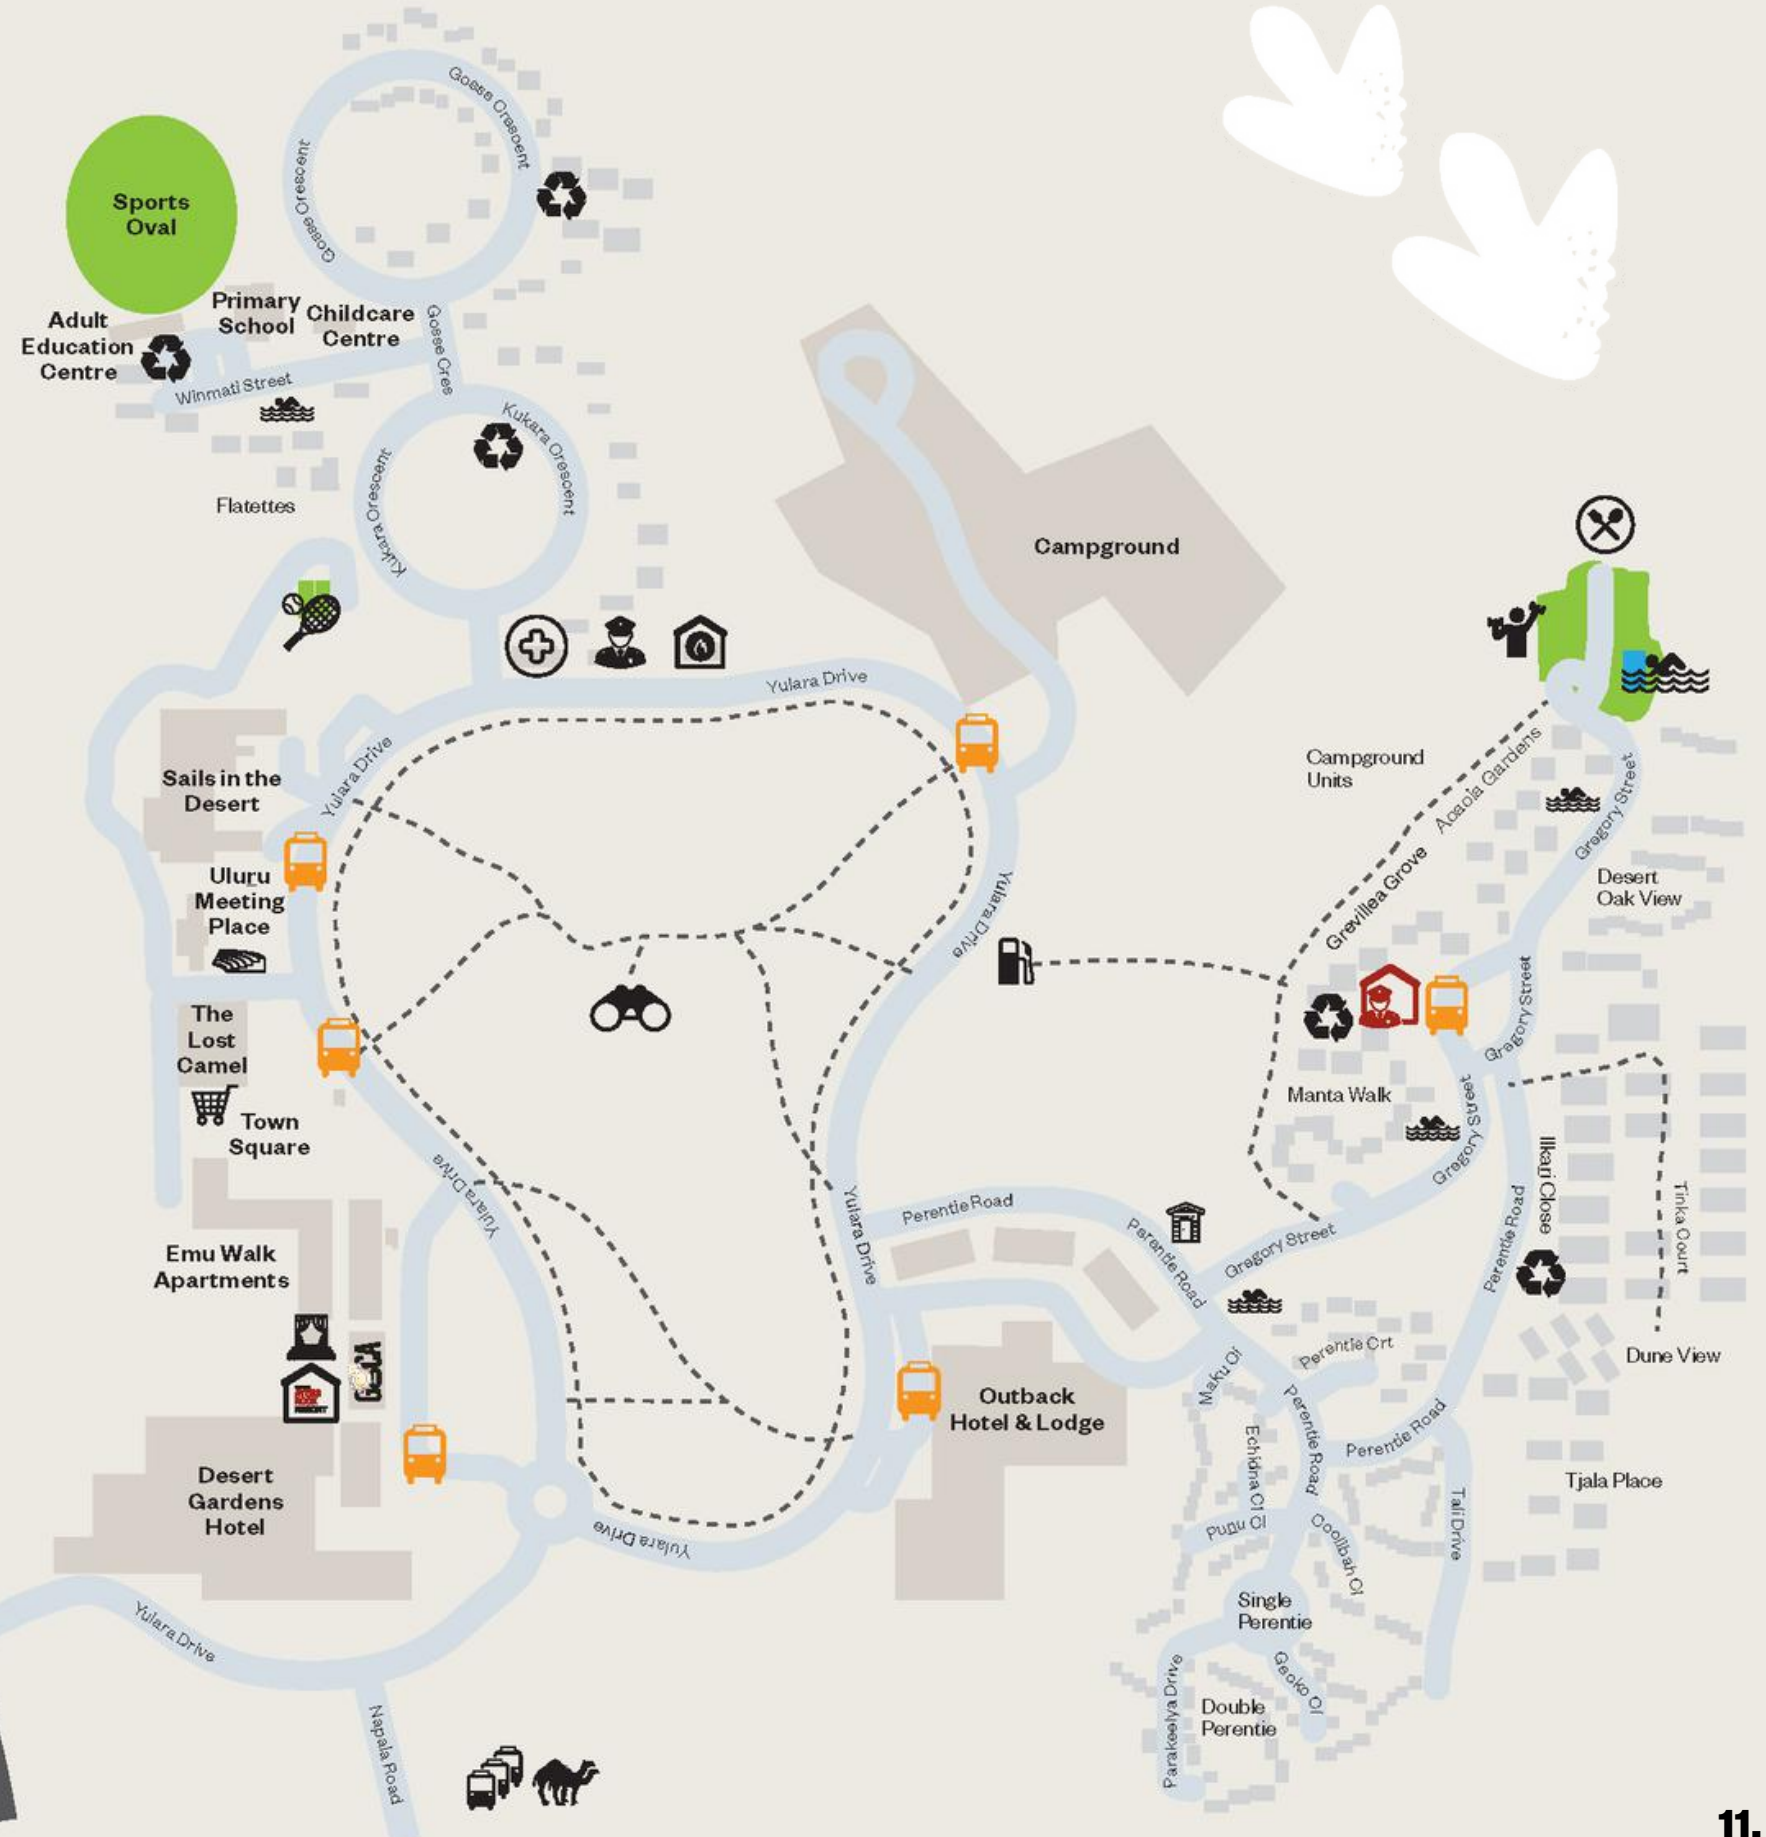 Gosse Crescent
Gosse Crescent
Sports
Oval
Primary
School
Childcare
Centre
Adult
Education
Centre
Gosse Cres
Winmati Street
Kukara Crescent
Kukara Crescent
Flatettes
Campground
Yulara Drive
Yulara Drive
Sails in the
Desert
Campground
Units
Acacia Gardens
Gregory Street
Grevillea Grove
Desert
Oak View
Uluru
Meeting
Place
Yulara Drive
Gregory Street
The
Lost
Camel
Manta Walk
Gregory Street
Town
Square
Yulara Drive
Yulara Drive
Ilkari Close
Tinka Court
Perentie Road
Perentie Road
Yulara Drive
Gregory Street
Perentie Road
Emu Walk
Apartments
GECA
Perentie Crt
Dune View
Maku Cl
Outback
Hotel & Lodge
Perentie Road
Perentie Road
Echidna Cl
Tjala Place
Desert
Gardens
Hotel
Punu Cl
Coolibah Cl
Tali Drive
Yulara Drive
Single
Perentie
Yulara Drive
Gecko Cl
Parakeelya Drive
Double
Perentie
Napala Road
11.